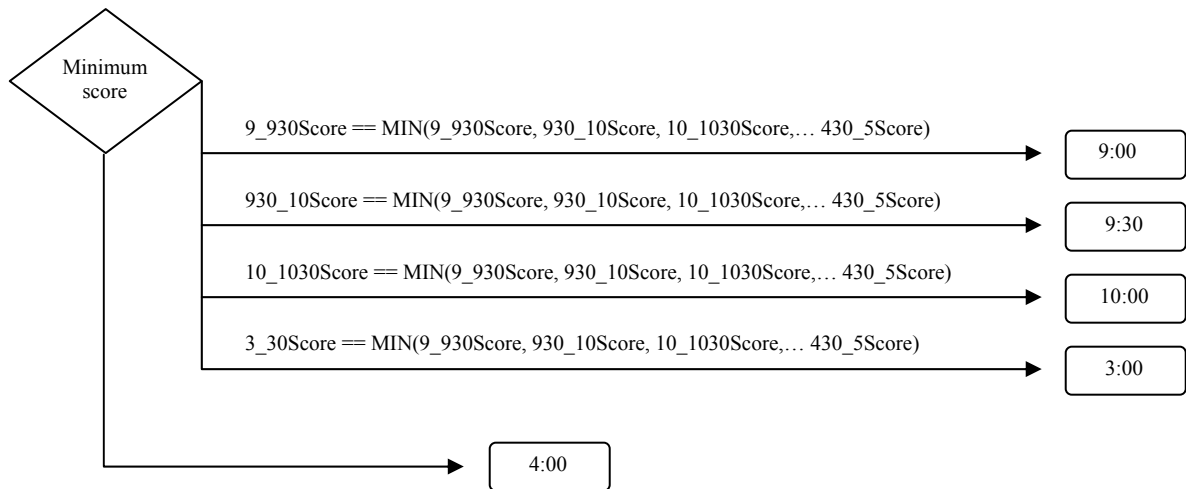 Minimum
score
9_930Score == MIN(9_930Score, 930_10Score, 10_1030Score,… 430_5Score)
9:00
930_10Score == MIN(9_930Score, 930_10Score, 10_1030Score,… 430_5Score)
9:30
10_1030Score == MIN(9_930Score, 930_10Score, 10_1030Score,… 430_5Score)
10:00
3_30Score == MIN(9_930Score, 930_10Score, 10_1030Score,… 430_5Score)
3:00
4:00